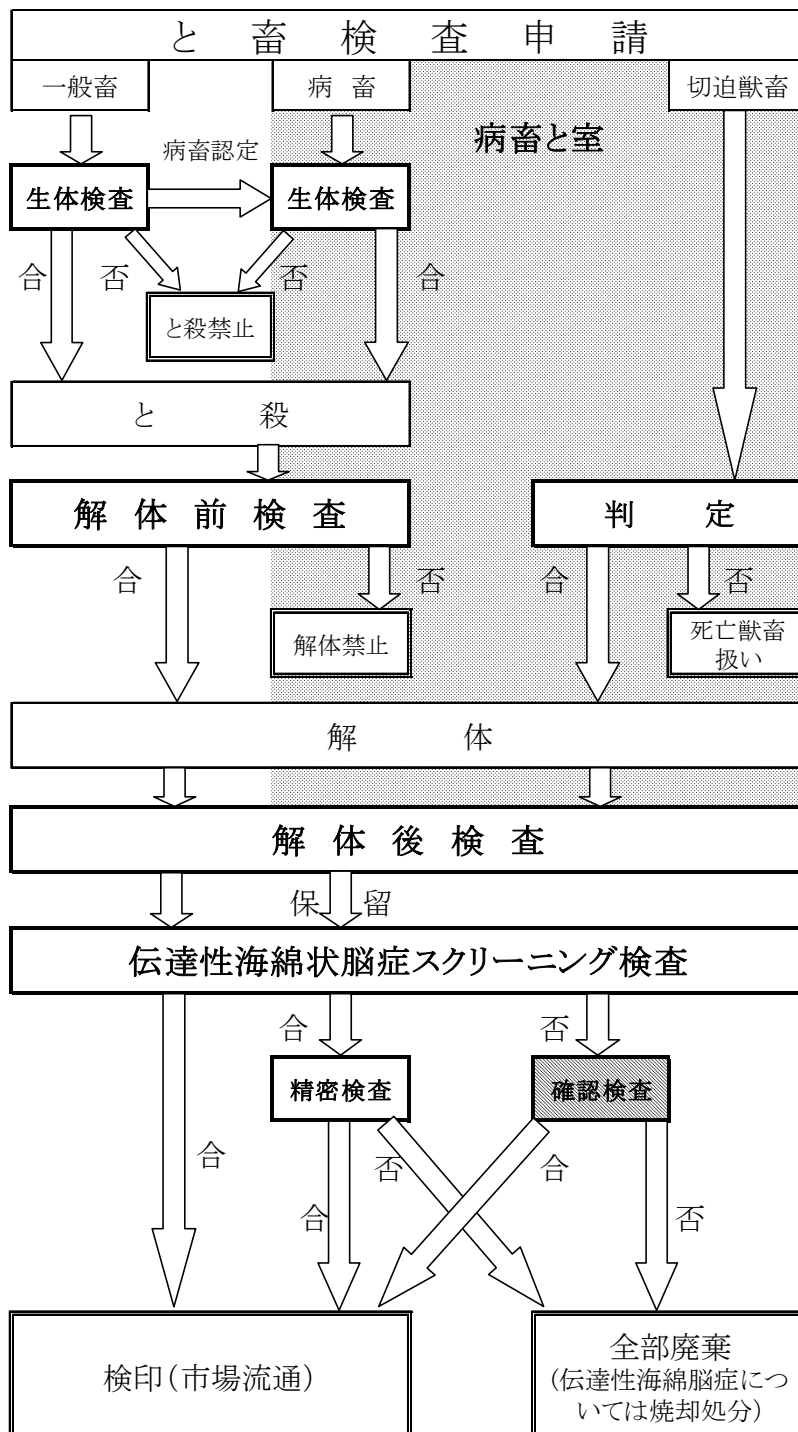 と畜検査申請
一般畜
病畜
切迫獣畜
病畜と室
病畜認定
生体検査
生体検査
合
否
否
合
と殺禁止
と殺
解体前検査
判定
合
否
合
否
解体禁止
死亡獣畜
扱い
解体
解体後検査
保留
伝達性海綿状脳症スクリーニング検査
合
否
精密検査
確認検査
合
否
合
合
否
検印(市場流通)
全部廃棄
(伝達性海綿脳症につ
いては焼却処分)